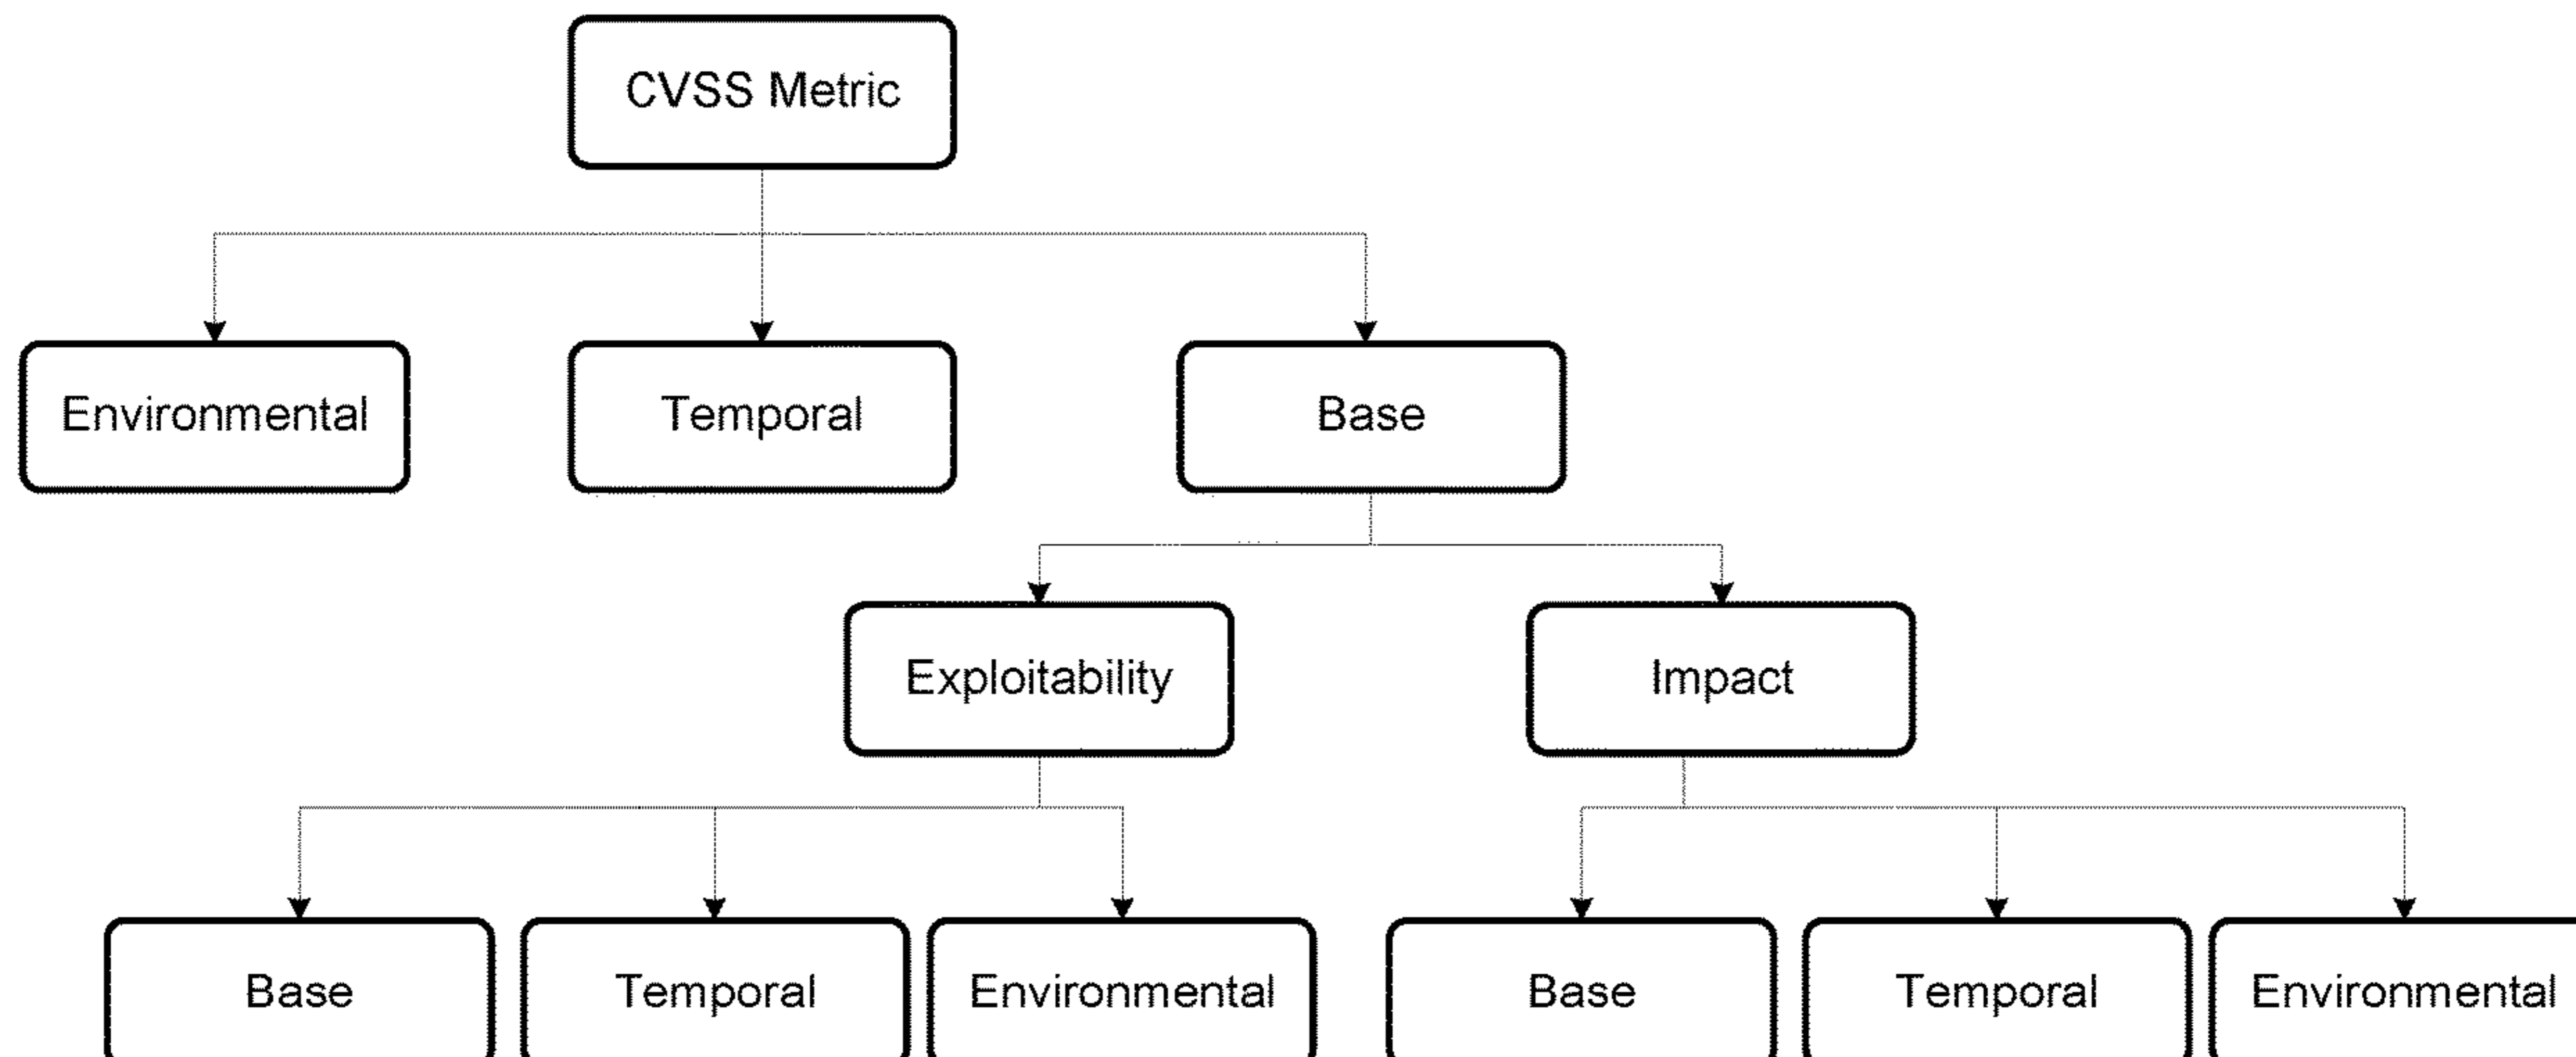 CVSS Metric
Environmental
Temporal
Base
Exploitability
Impact
Base
Temporal
Environmental
Base
Temporal
Environmental